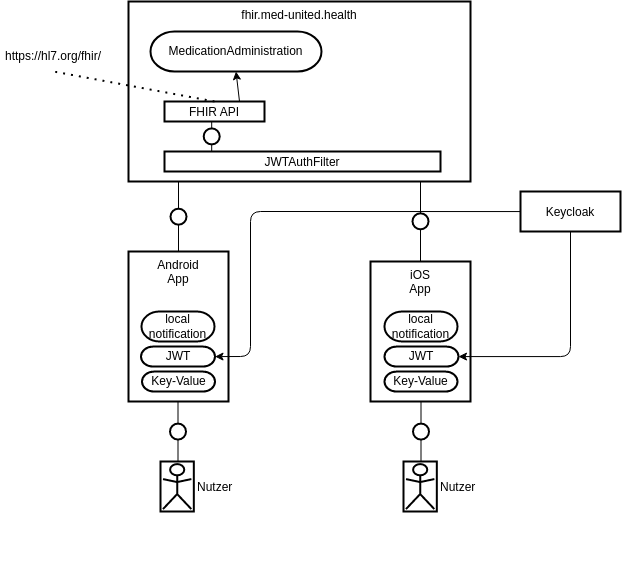 fhir.med-united.health
MedicationAdministration
https://hl7.org/fhir/
FHIR API
JWTAuthFilter
Keycloak
Android
App
local
notification
JWT
Key-Value
iOS
App
local
notification
JWT
Key-Value
Nutzer
Nutzer